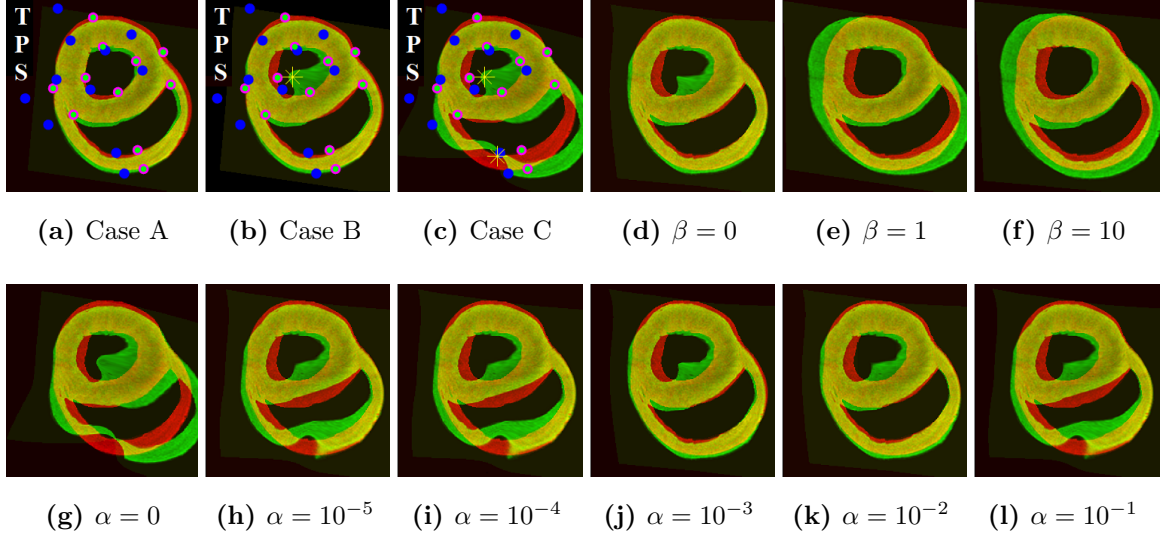 T
P
S
T
P
S
T
P
S
(a) Case A
(b) Case B
(c) Case C
(d) β = 0
(e) β = 1
(f) β = 10
(g) α = 0
(h) α = 10⁻⁵
(i) α = 10⁻⁴
(j) α = 10⁻³
(k) α = 10⁻²
(l) α = 10⁻¹